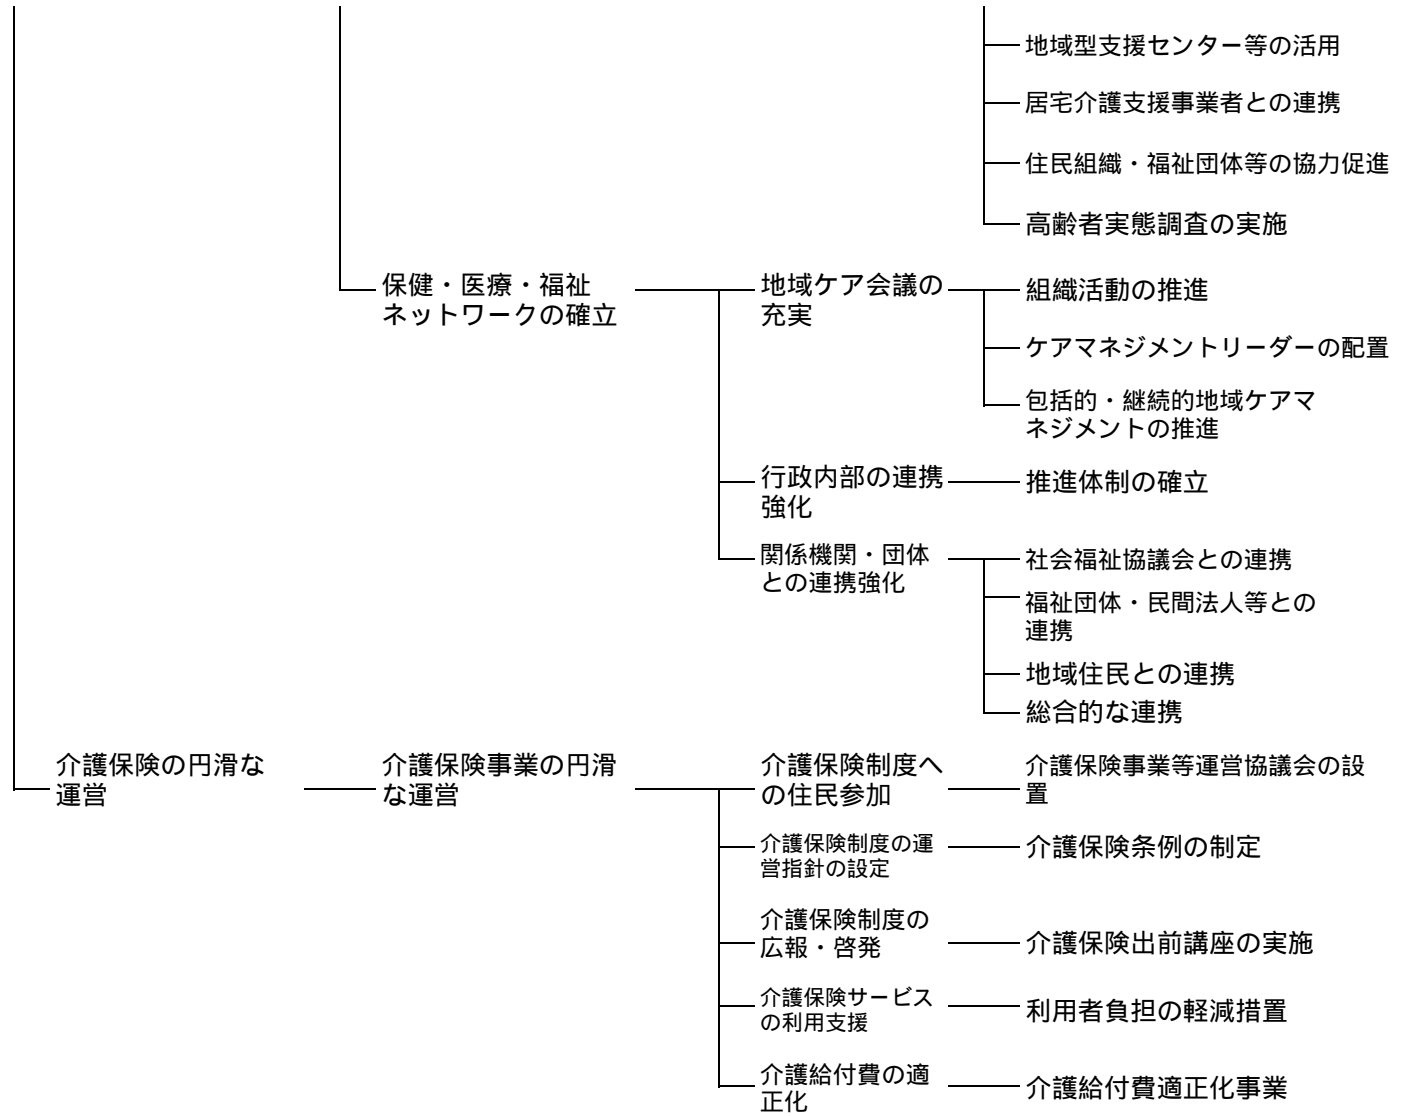 地域型支援センター等の活用
居宅介護支援事業者との連携
住民組織・福祉団体等の協力促進
高齢者実態調査の実施
保健・医療・福祉
ネットワークの確立
地域ケア会議の
充実
組織活動の推進
ケアマネジメントリーダーの配置
包括的・継続的地域ケアマ
ネジメントの推進
行政内部の連携
強化
推進体制の確立
関係機関・団体
との連携強化
社会福祉協議会との連携
福祉団体・民間法人等との
連携
地域住民との連携
総合的な連携
介護保険の円滑な
運営
介護保険事業の円滑
な運営
介護保険制度へ
の住民参加
介護保険事業等運営協議会の設
置
介護保険制度の運
営指針の設定
介護保険条例の制定
介護保険制度の
広報・啓発
介護保険出前講座の実施
介護保険サービス
の利用支援
利用者負担の軽減措置
介護給付費の適
正化
介護給付費適正化事業